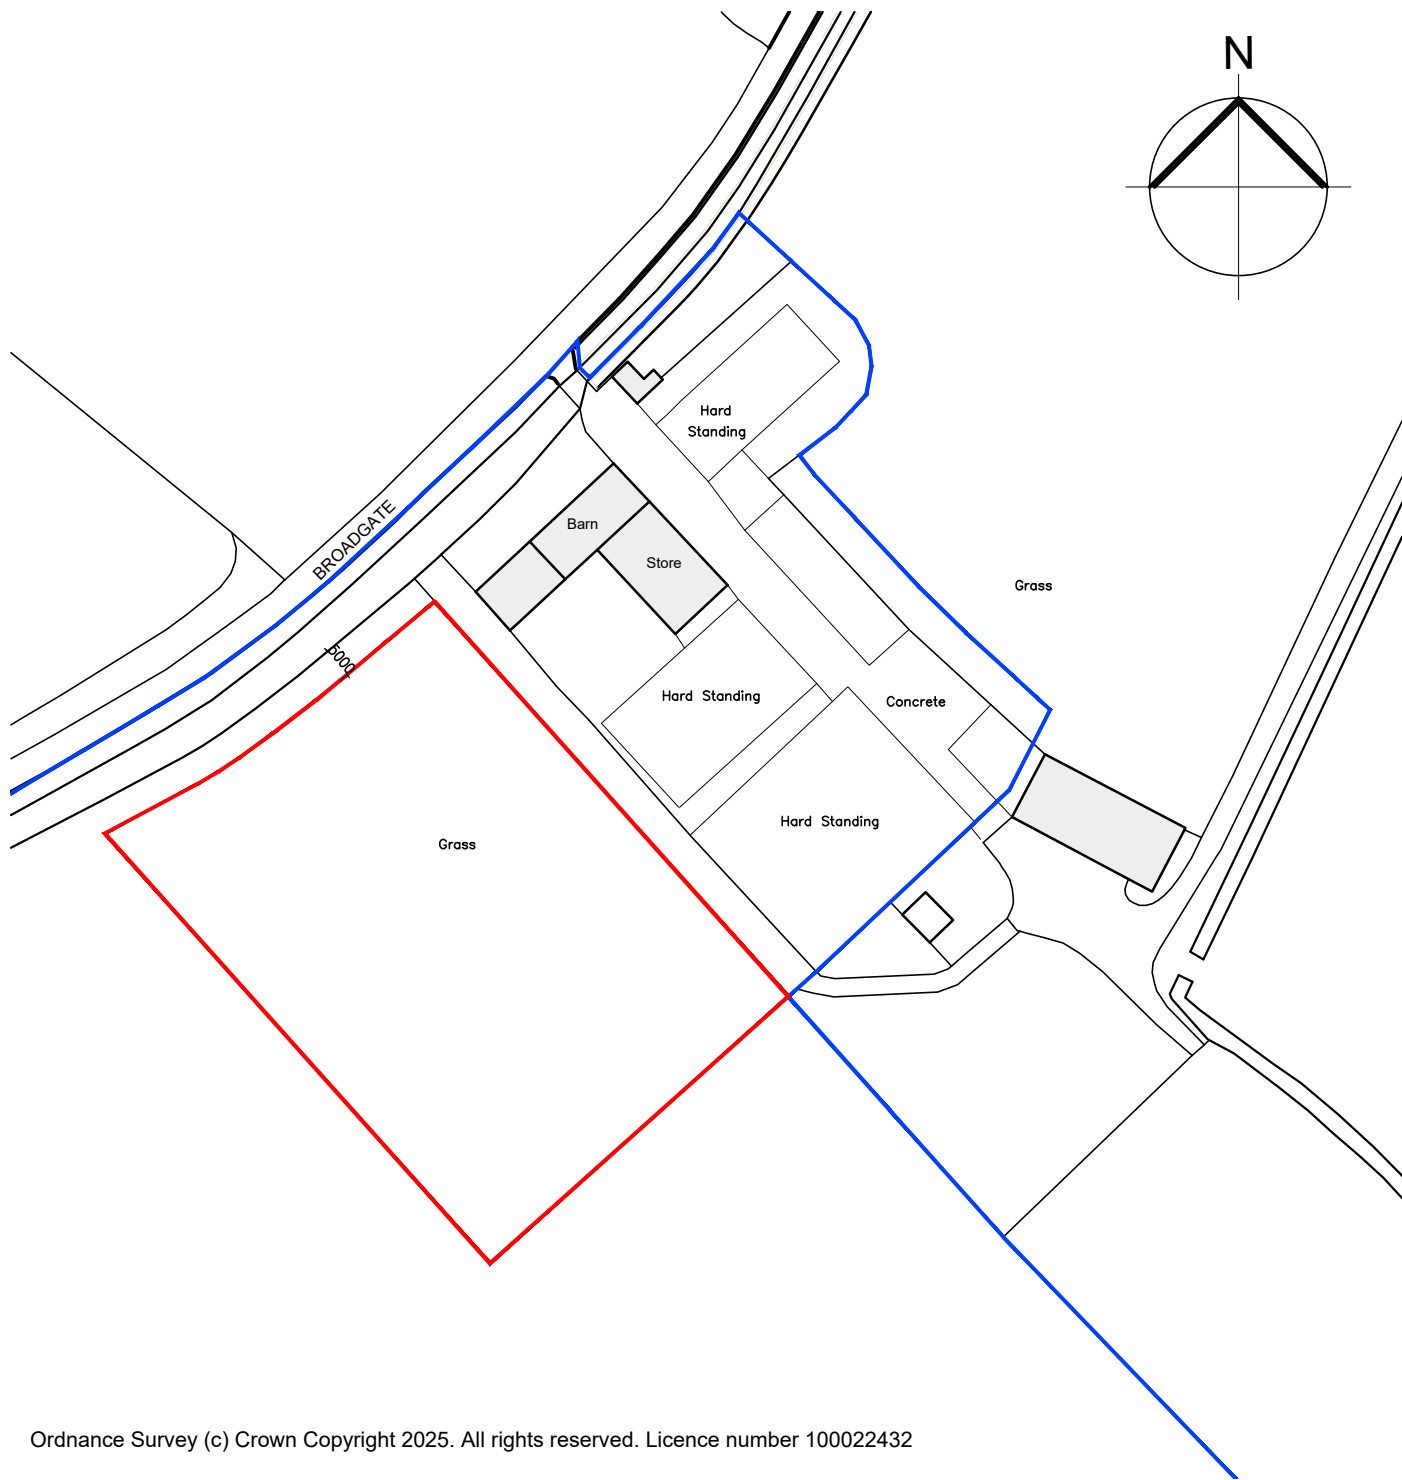 N
Hard
Standing
BROADGATE
Barn
Store
Grass
6000
Hard Standing
Concrete
Hard Standing
Grass
Ordnance Survey (c) Crown Copyright 2025. All rights reserved. Licence number 100022432